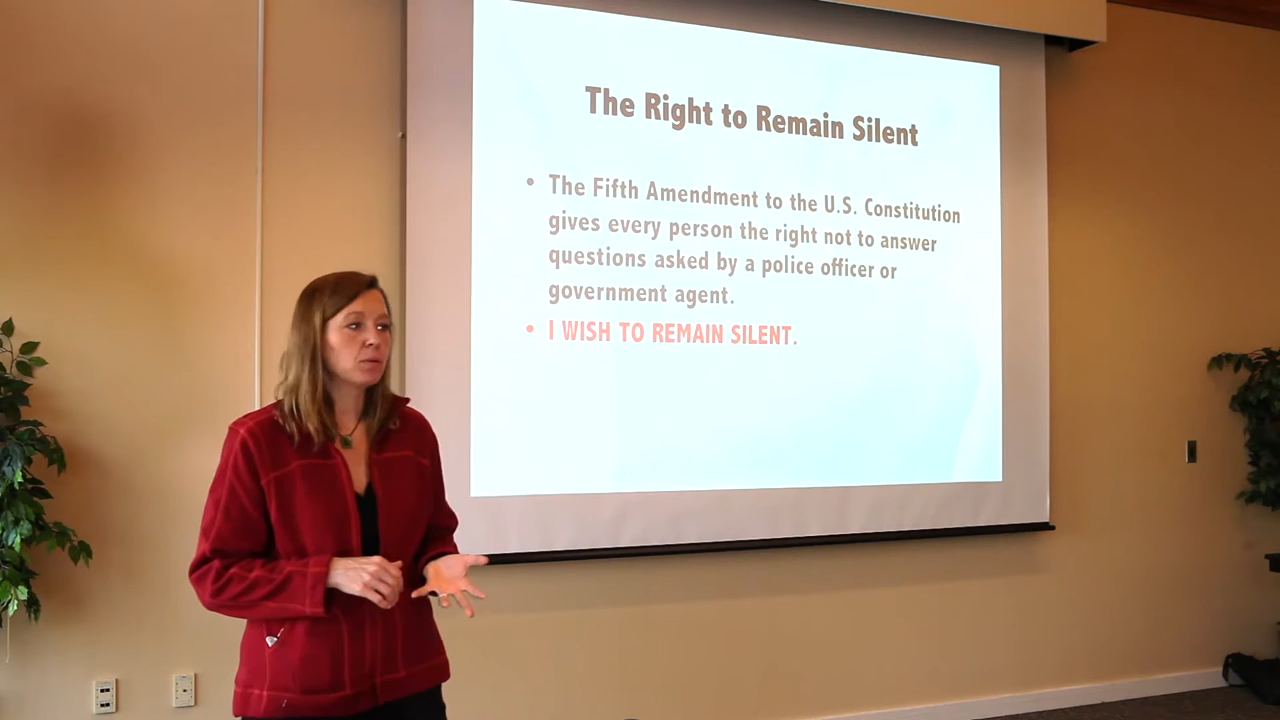 The Right to Remain Silent
• The Fifth Amendment to the U.S. Constitution
gives every person the right not to answer
questions asked by a police officer or
government agent.
• I WISH TO REMAIN SILENT.